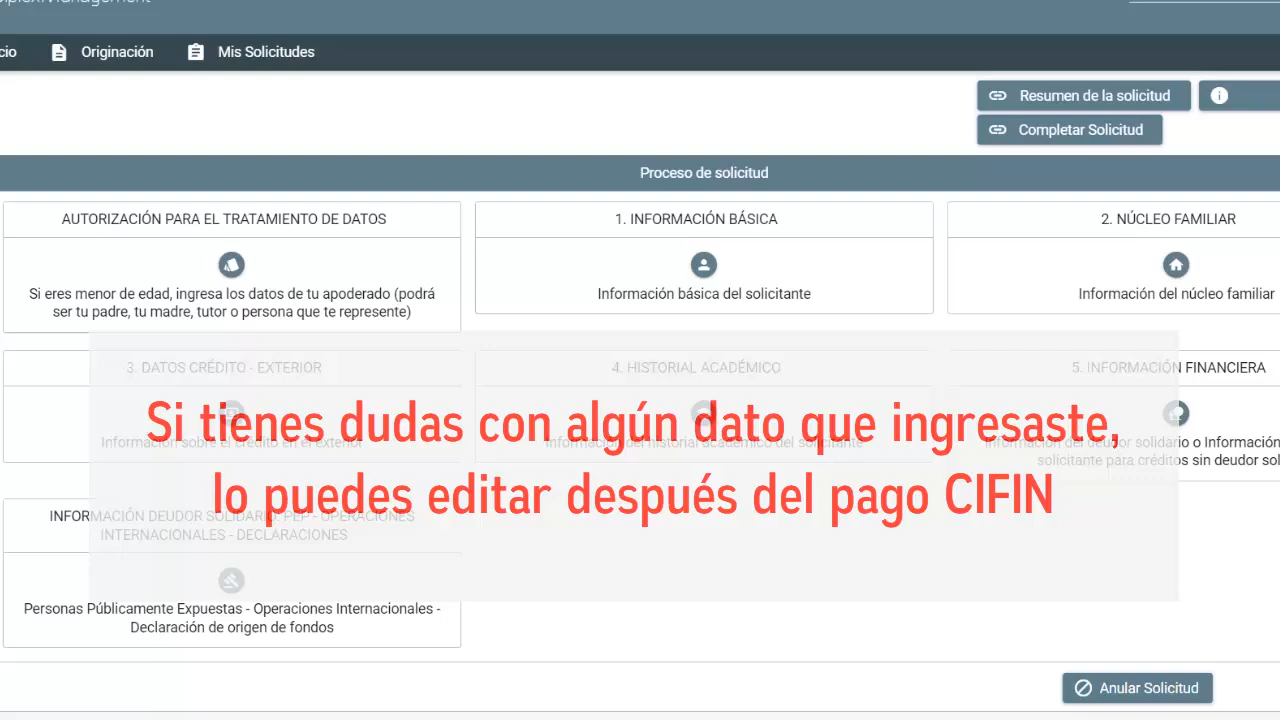 Management
cio
Originación
Mis Solicitudes
Resumen de la solicitud
Completar Solicitud
Proceso de solicitud
AUTORIZACIÓN PARA EL TRATAMIENTO DE DATOS
Si eres menor de edad, ingresa los datos de tu apoderado (podrá
ser tu padre, tu madre, tutor o persona que te represente)
1. INFORMACIÓN BÁSICA
Información básica del solicitante
2. NÚCLEO FAMILIAR
Información del núcleo familiar
3. DATOS CRÉDITO - EXTERIOR
Información sobre el crédito en el exterior
4. HISTORIAL ACADÉMICO
Información del historial académico del solicitante
5. INFORMACIÓN FINANCIERA
Información del deudor solidario o Información
solicitante para créditos sin deudor sol
Si tienes dudas con algún dato que ingresaste,
lo puedes editar después del pago CIFIN
INFORMACIÓN DEUDOR SOLIDARIO: PEP - OPERACIONES
INTERNACIONALES - DECLARACIONES
Personas Públicamente Expuestas - Operaciones Internacionales -
Declaración de origen de fondos
Anular Solicitud